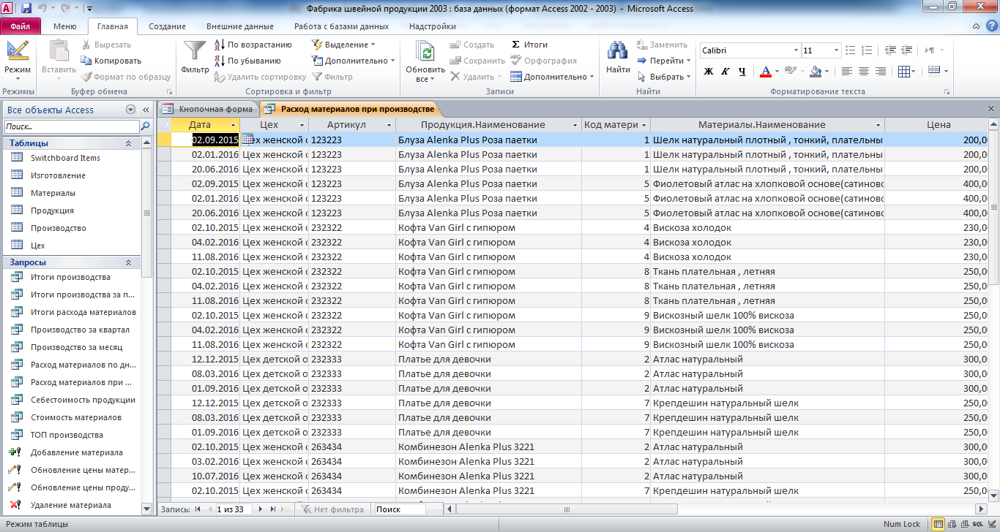 Фабрика швейной продукции 2003 : база данных (формат Access 2002 - 2003) - Microsoft Access
Файл Меню Главная Создание Внешние данные Работа с базами данных Надстройки
Режим
Режимы
Вставить
Вырезать
Копировать
Формат по образцу
Буфер обмена
Фильтр
По возрастанию
По убыванию
Удалить сортировку
Выделение
Дополнительно
Фильтр
Сортировка и фильтр
Обновить
все
Создать
Сохранить
Удалить
Итоги
Орфография
Дополнительно
Записи
Найти
Заменить
Перейти
Выбрать
Найти
Calibri 11
Ж К Ч А
Форматирование текста
Все объекты Access
Поиск...
Таблицы
Switchboard Items
Изготовление
Материалы
Продукция
Производство
Цех
Запросы
Итоги производства
Итоги производства за п...
Итоги расхода материалов
Производство за квартал
Производство за месяц
Расход материалов по дн...
Расход материалов при ...
Себестоимость продукции
Стоимость материалов
ТОП производства
Добавление материала
Обновление цены матер...
Обновление цены проду...
Удаление материала
Кнопочная форма Расход материалов при производстве
Дата Цех Артикул Продукция.Наименование Код матери Материалы.Наименование Цена
02.09.2015 ех женской с 123223 Блуза Alenka Plus Роза паетки 1 Шелк натуральный плотный , тонкий, плательны 200,0
02.01.2016 Цех женской с 123223 Блуза Alenka Plus Роза паетки 1 Шелк натуральный плотный , тонкий, плательны 200,0
20.06.2016 Цех женской с 123223 Блуза Alenka Plus Роза паетки 1 Шелк натуральный плотный , тонкий, плательны 200,0
02.09.2015 Цех женской с 123223 Блуза Alenka Plus Роза паетки 5 Фиолетовый атлас на хлопковой основе(сатинов 400,0
02.01.2016 Цех женской с 123223 Блуза Alenka Plus Роза паетки 5 Фиолетовый атлас на хлопковой основе(сатинов 400,0
20.06.2016 Цех женской с 123223 Блуза Alenka Plus Роза паетки 5 Фиолетовый атлас на хлопковой основе(сатинов 400,0
02.10.2015 Цех женской с 232322 Кофта Van Girl с гипюром 4 Вискоза холодок 230,0
04.02.2016 Цех женской с 232322 Кофта Van Girl с гипюром 4 Вискоза холодок 230,0
11.08.2016 Цех женской с 232322 Кофта Van Girl с гипюром 4 Вискоза холодок 230,0
02.10.2015 Цех женской с 232322 Кофта Van Girl с гипюром 8 Ткань плательная , летняя 250,0
04.02.2016 Цех женской с 232322 Кофта Van Girl с гипюром 8 Ткань плательная , летняя 250,0
11.08.2016 Цех женской с 232322 Кофта Van Girl с гипюром 8 Ткань плательная , летняя 250,0
02.10.2015 Цех женской с 232322 Кофта Van Girl с гипюром 9 Вискозный шелк 100% вискоза 250,0
04.02.2016 Цех женской с 232322 Кофта Van Girl с гипюром 9 Вискозный шелк 100% вискоза 250,0
11.08.2016 Цех женской с 232322 Кофта Van Girl с гипюром 9 Вискозный шелк 100% вискоза 250,0
12.12.2015 Цех детской о 232333 Платье для девочки 2 Атлас натуральный 300,0
08.03.2016 Цех детской о 232333 Платье для девочки 2 Атлас натуральный 300,0
01.09.2016 Цех детской о 232333 Платье для девочки 2 Атлас натуральный 300,0
12.12.2015 Цех детской о 232333 Платье для девочки 7 Крепдешин натуральный шелк 250,0
08.03.2016 Цех детской о 232333 Платье для девочки 7 Крепдешин натуральный шелк 250,0
01.09.2016 Цех детской о 232333 Платье для девочки 7 Крепдешин натуральный шелк 250,0
02.10.2015 Цех женской с 263434 Комбинезон Alenka Plus 3221 2 Атлас натуральный 300,0
03.02.2016 Цех женской с 263434 Комбинезон Alenka Plus 3221 2 Атлас натуральный 300,0
10.07.2016 Цех женской с 263434 Комбинезон Alenka Plus 3221 2 Атлас натуральный 300,0
02.10.2015 Цех женской с 263434 Комбинезон Alenka Plus 3221 7 Крепдешин натуральный шелк 250,0
Запись: 1 из 33 Нет фильтра Поиск
Режим таблицы Num Lock SQL